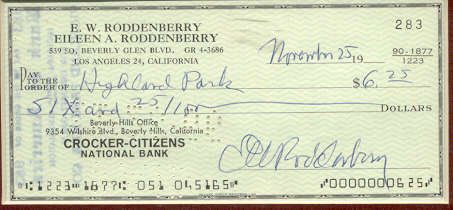 E. W. RODDENBERRY 283
EILEEN A. RODDENBERRY
539 SO. BEVERLY GLEN BLVD. GR 4-3686
LOS ANGELES 24, CALIFORNIA
November 25 19 90-1877
1223
PAY TO THE
ORDER OF Highland Park $6.25
Six and 25/100 DOLLARS
Beverly Hills Office
9354 Wilshire Blvd., Beverly Hills, California
CROCKER-CITIZENS
NATIONAL BANK
EW Roddenberry
1223 1877 051 045165 0000000625